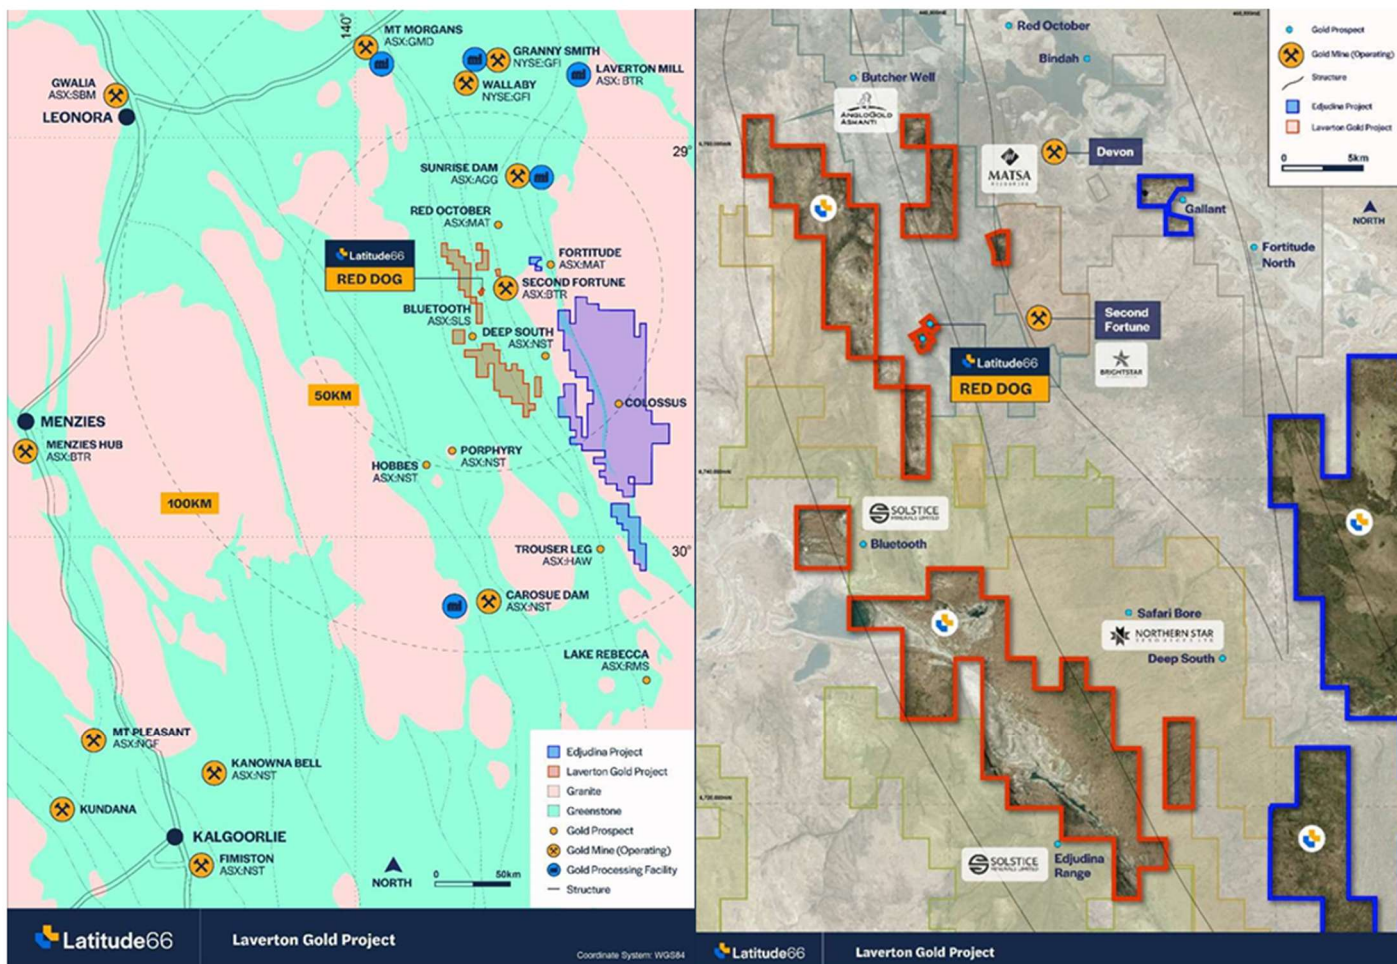 140°
MT MORGANS
ASX:GMD
GRANNY SMITH
NYSE:GFI
WALLABY
NYSE:GFI
LAVERTON MILL
ASX: BTR
GWALIA
ASX:SBM
LEONORA
29°
SUNRISE DAM
ASX:AGG
RED OCTOBER
ASX:MAT
Latitude66
RED DOG
FORTITUDE
ASX:MAT
SECOND FORTUNE
ASX:BTR
BLUETOOTH
ASX:SLS
DEEP SOUTH
ASX:NST
50KM
COLOSSUS
MENZIES
MENZIES HUB
ASX:BTR
PORPHYRY
ASX:NST
HOBBES
ASX:NST
100KM
TROUSER LEG
ASX:HAW
30°
CAROSUE DAM
ASX:NST
LAKE REBECCA
ASX:RMS
MT PLEASANT
ASX:NGF
KANOWNA BELL
ASX:NST
KUNDANA
KALGOORLIE
FIMISTON
ASX:NST
NORTH
0 50km
Edjudina Project
Laverton Gold Project
Granite
Greenstone
Gold Prospect
Gold Mine (Operating)
Gold Processing Facility
Structure
Latitude66
Laverton Gold Project
Coordinate System: WGS84
Red October
Bindah
Butcher Well
ANGLOGOLD
ASHANTI
MATSA
RESOURCES
Devon
Gallant
Fortitude
North
Gold Prospect
Gold Mine (Operating)
Structure
Edjudina Project
Laverton Gold Project
0 5km
NORTH
Second
Fortune
BRIGHTSTAR
Latitude66
RED DOG
SOLSTICE
MINERALS LIMITED
Bluetooth
Safari Bore
NORTHERN STAR
RESOURCES LTD
Deep South
SOLSTICE
MINERALS LIMITED
Edjudina
Range
Latitude66
Laverton Gold Project